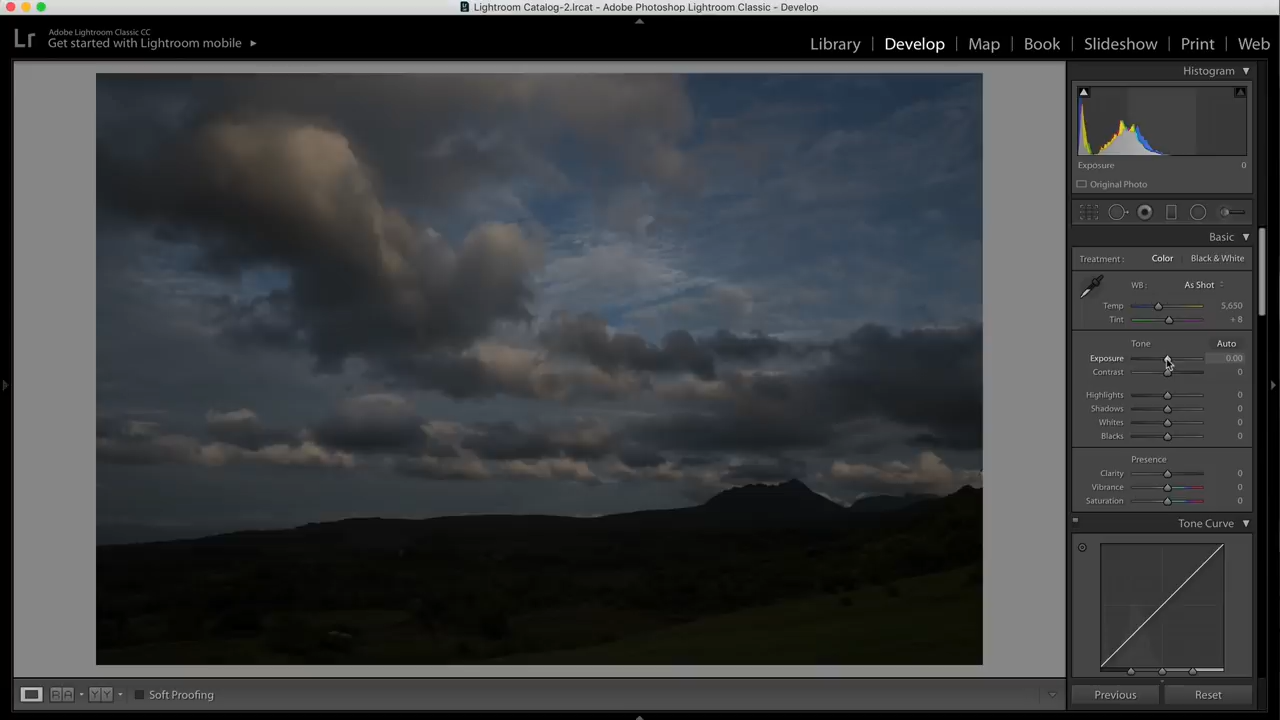 Lightroom Catalog-2.lrcat - Adobe Photoshop Lightroom Classic - Develop
Lr
Adobe Lightroom Classic CC
Get started with Lightroom mobile
Library
Develop
Map
Book
Slideshow
Print
Web
Histogram
Exposure 0
Original Photo
Basic
Treatment : Color Black & White
WB : As Shot
Temp 5,650
Tint + 8
Tone Auto
Exposure 0.00
Contrast 0
Highlights 0
Shadows 0
Whites 0
Blacks 0
Presence
Clarity 0
Vibrance 0
Saturation 0
Tone Curve
R A
Y Y
Soft Proofing
Previous
Reset